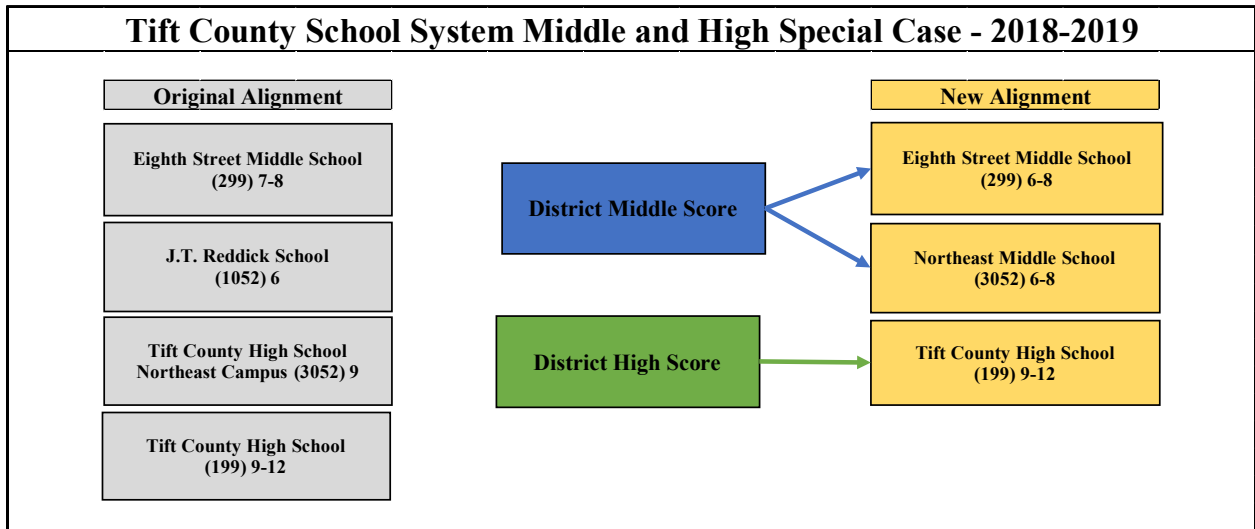 Tift County School System Middle and High Special Case - 2018-2019
Original Alignment
Eighth Street Middle School
(299) 7-8
J.T. Reddick School
(1052) 6
Tift County High School
Northeast Campus (3052) 9
Tift County High School
(199) 9-12
District Middle Score
District High Score
New Alignment
Eighth Street Middle School
(299) 6-8
Northeast Middle School
(3052) 6-8
Tift County High School
(199) 9-12